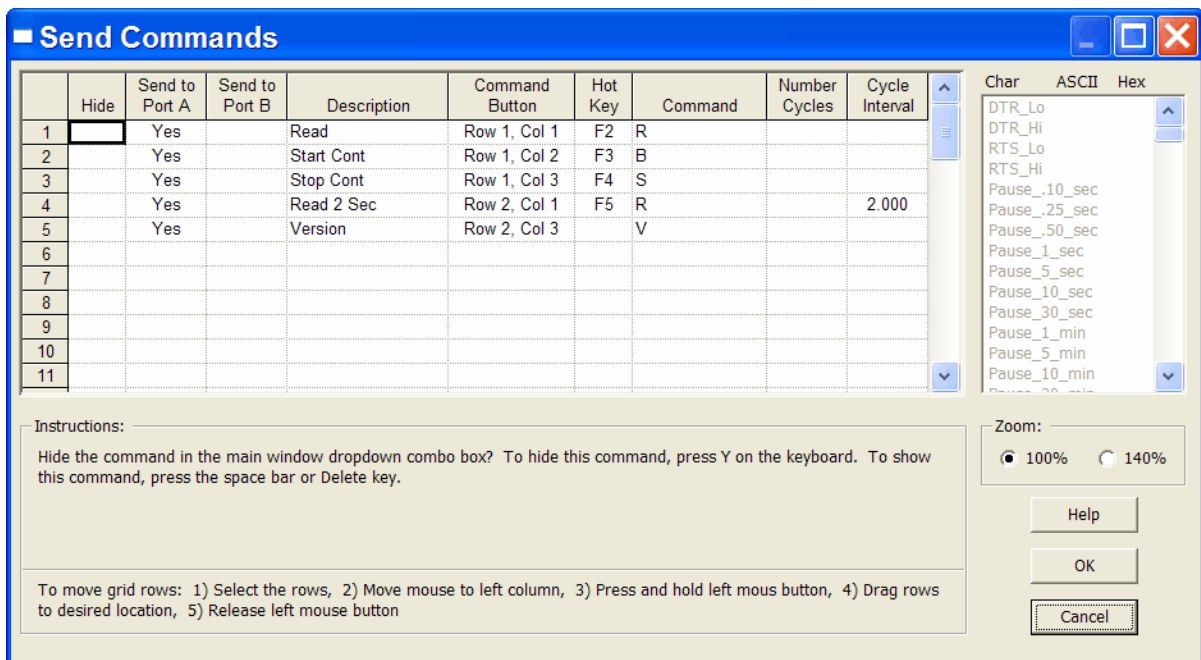 Send Commands
Hide Send to Port A Send to Port B Description Command Button Hot Key Command Number Cycles Cycle Interval
1 Yes Read Row 1, Col 1 F2 R
2 Yes Start Cont Row 1, Col 2 F3 B
3 Yes Stop Cont Row 1, Col 3 F4 S
4 Yes Read 2 Sec Row 2, Col 1 F5 R 2.000
5 Yes Version Row 2, Col 3 V
6
7
8
9
10
11
Char ASCII Hex
DTR_Lo
DTR_Hi
RTS_Lo
RTS_Hi
Pause_.10_sec
Pause_.25_sec
Pause_.50_sec
Pause_1_sec
Pause_5_sec
Pause_10_sec
Pause_30_sec
Pause_1_min
Pause_5_min
Pause_10_min
Instructions:
Hide the command in the main window dropdown combo box? To hide this command, press Y on the keyboard. To show
this command, press the space bar or Delete key.
To move grid rows: 1) Select the rows, 2) Move mouse to left column, 3) Press and hold left mous button, 4) Drag rows
to desired location, 5) Release left mouse button
Zoom:
100% 140%
Help
OK
Cancel